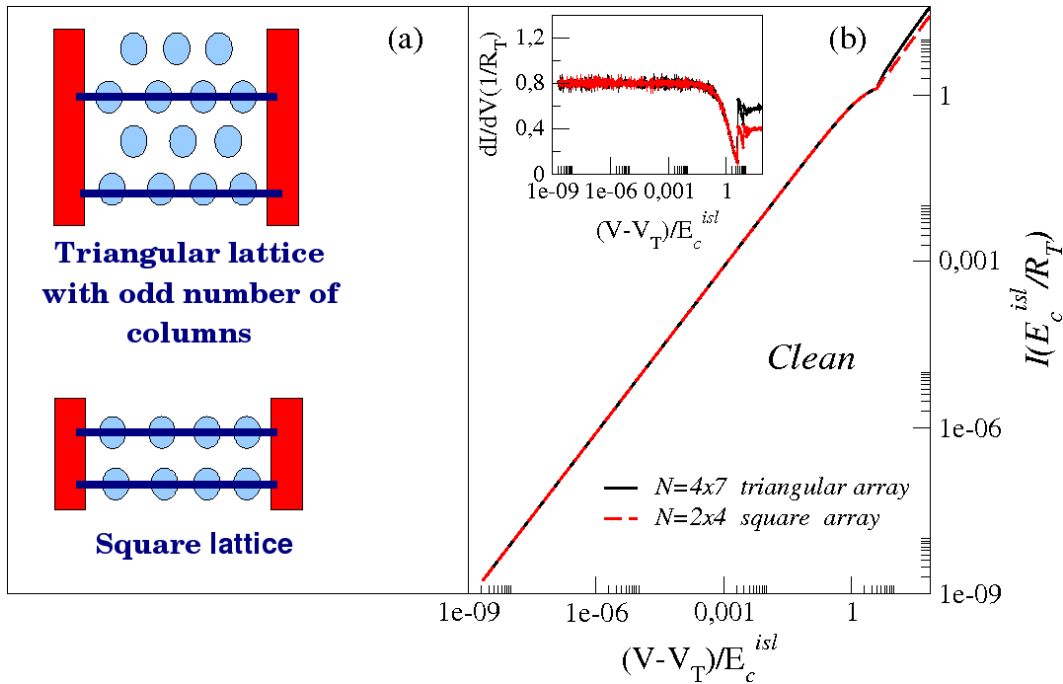 (a)
Triangular lattice
with odd number of
columns
Square lattice
(b)
dI/dV(1/R_T)
1,2
0,8
0,4
0
1e-09
1e-06
0,001
1
(V-V_T)/E_c^isl
Clean
N=4x7 triangular array
N=2x4 square array
1
0,001
1e-06
1e-09
I(E_c^isl/R_T)
1e-09
1e-06
0,001
1
(V-V_T)/E_c^isl